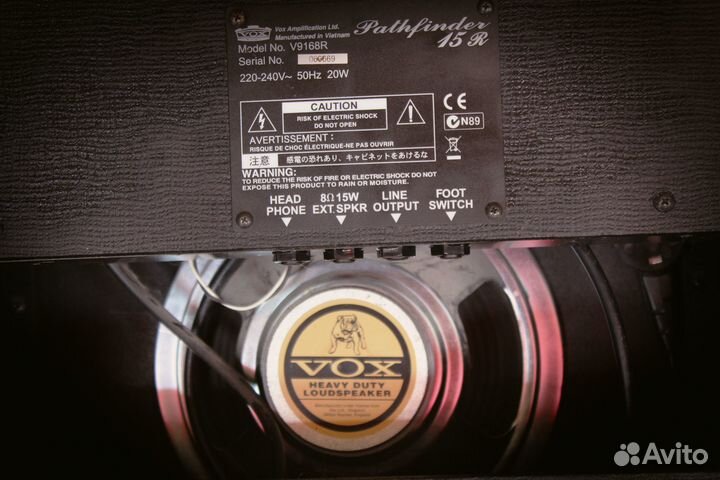 VOX
Vox Amplification Ltd.
Manufactured in Vietnam
Pathfinder
15 R
Model No. V9168R
Serial No.
220-240V~ 50Hz 20W
CAUTION
RISK OF ELECTRIC SHOCK
DO NOT OPEN
AVERTISSEMENT:
RISQUE DE CHOC ÉLECTRIQUE-NE PAS OUVRIR
注意 感電の恐れあり、キャビネットをあけるな
CE
N89
WARNING:
TO REDUCE THE RISK OF FIRE OR ELECTRIC SHOCK DO NOT
EXPOSE THIS PRODUCT TO RAIN OR MOISTURE.
HEAD PHONE
8Ω 15W EXT. SPKR
LINE OUTPUT
FOOT SWITCH
VOX
HEAVY DUTY
LOUDSPEAKER
Avito